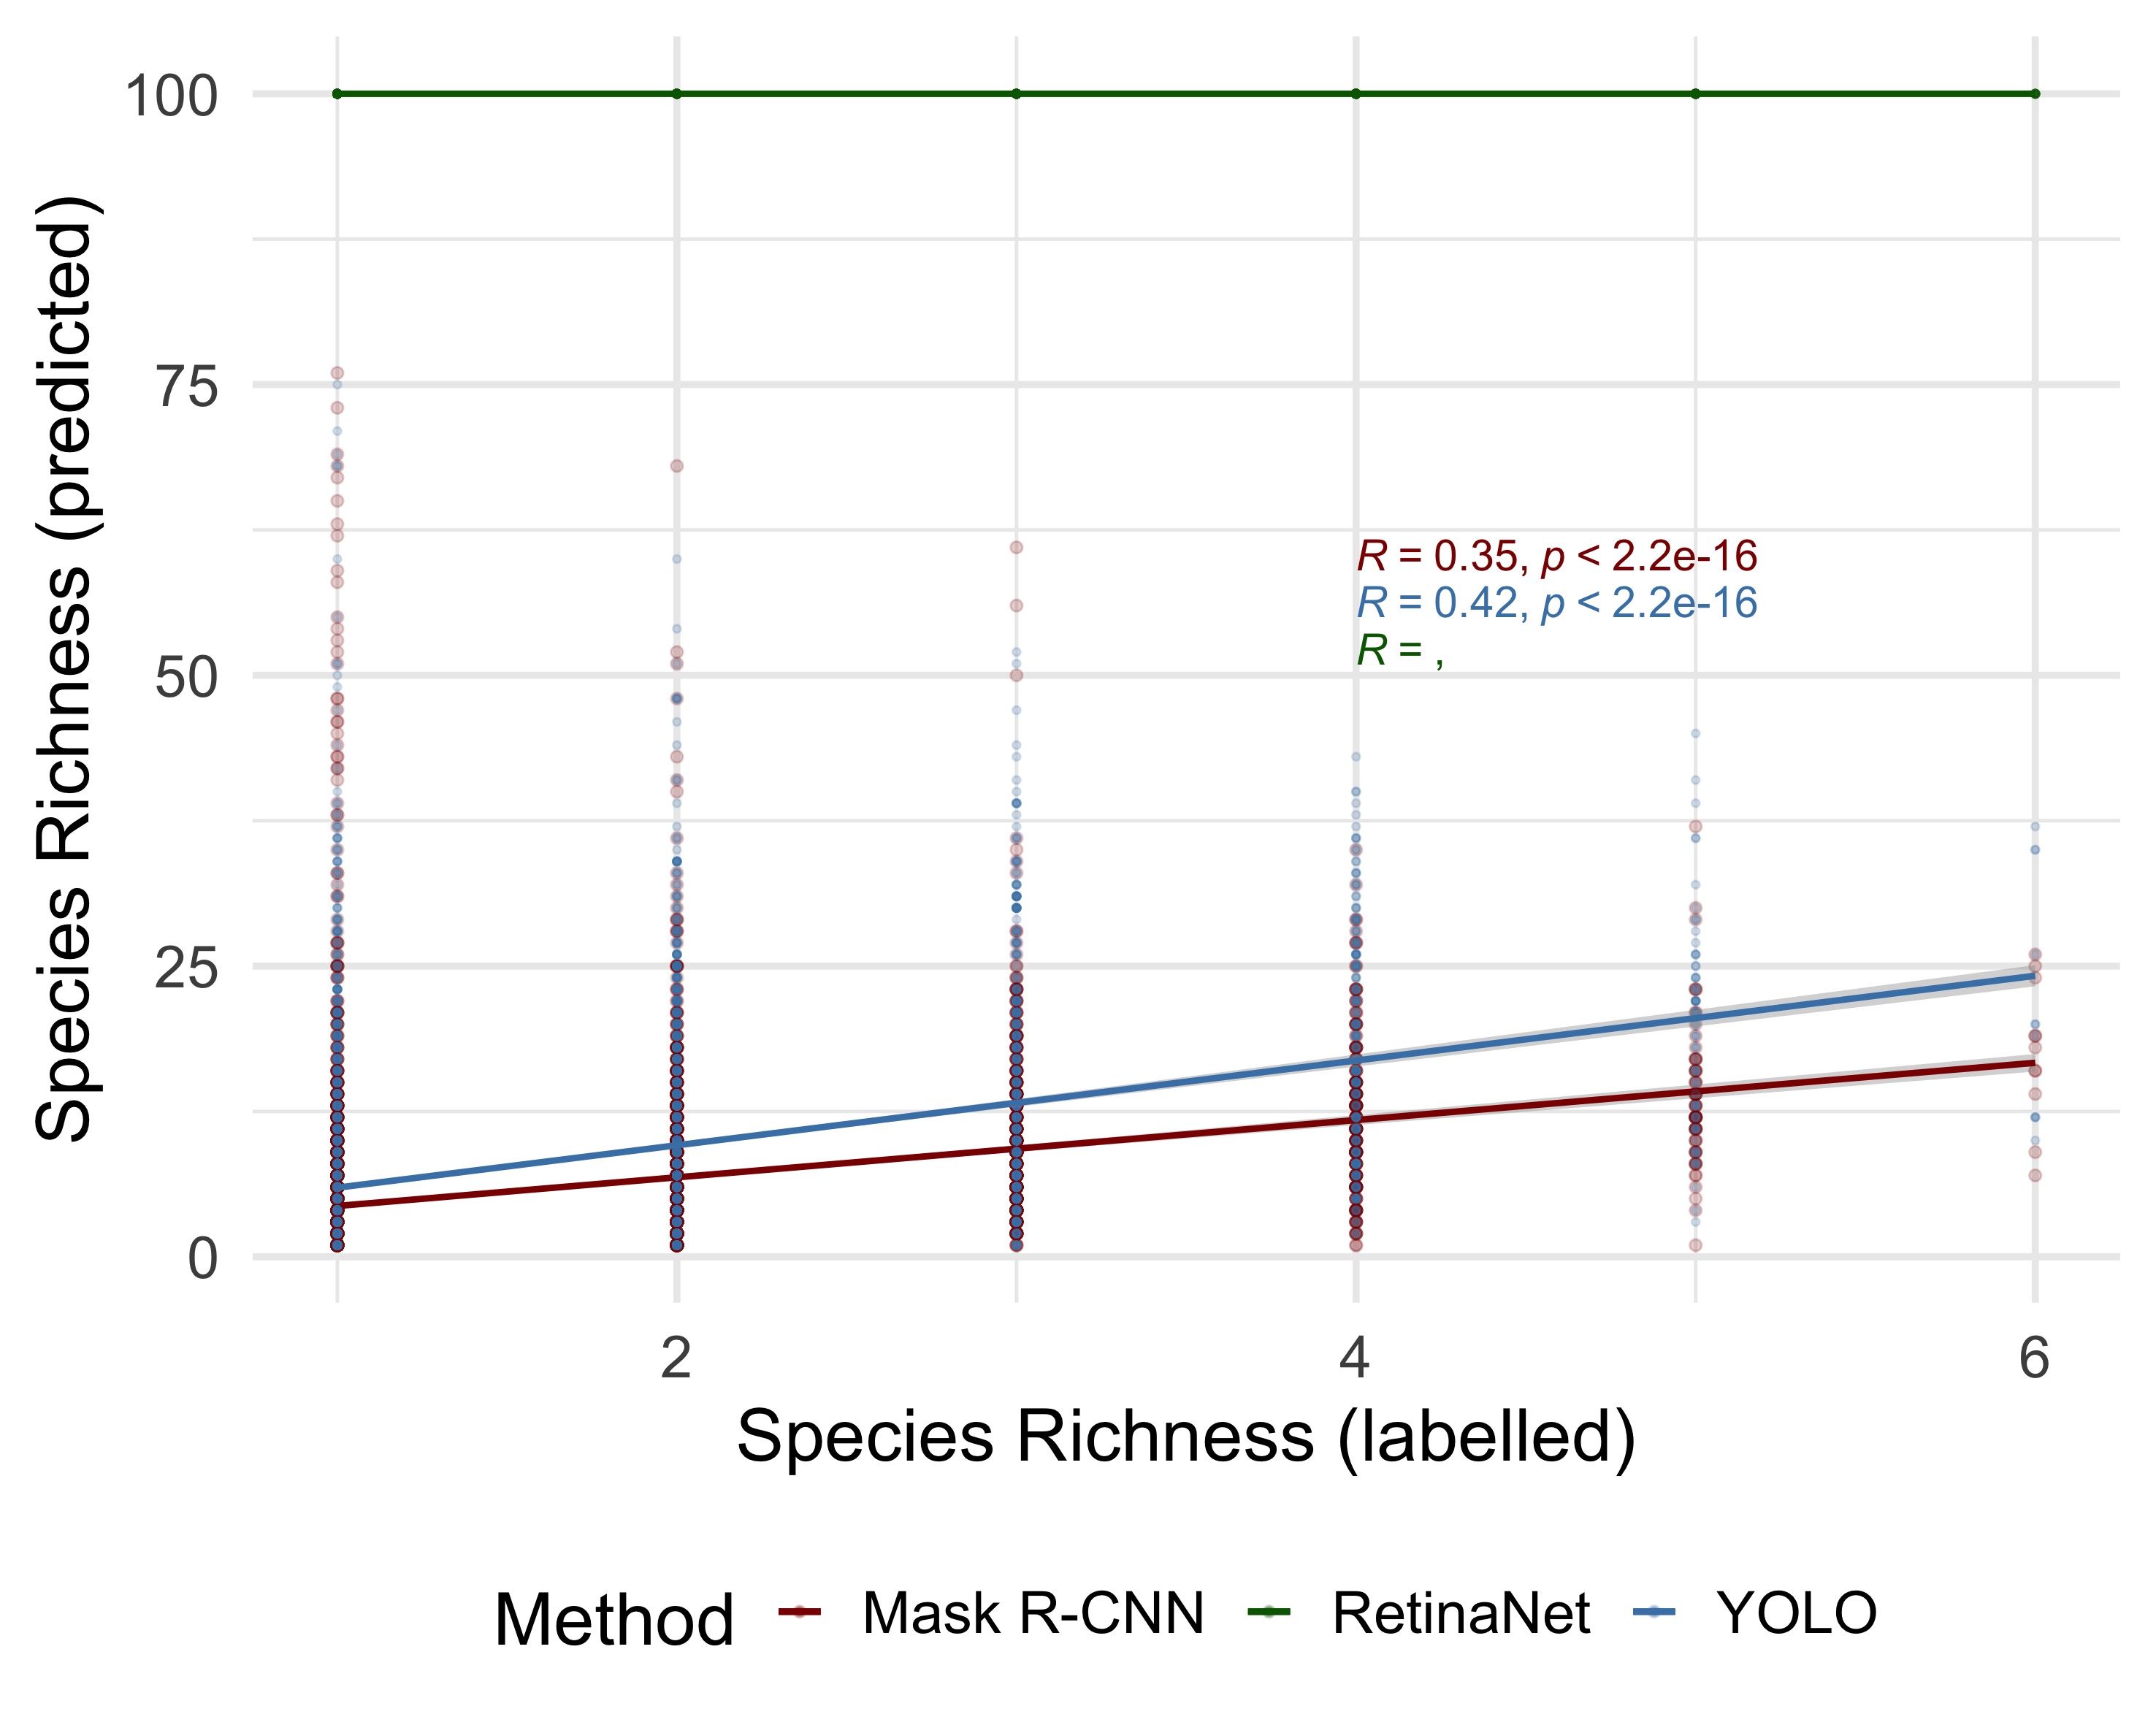 Species Richness (predicted)
100
75
50
25
0
R = 0.35, p < 2.2e-16
R = 0.42, p < 2.2e-16
R = ,
2 4 6
Species Richness (labelled)
Method Mask R-CNN RetinaNet YOLO